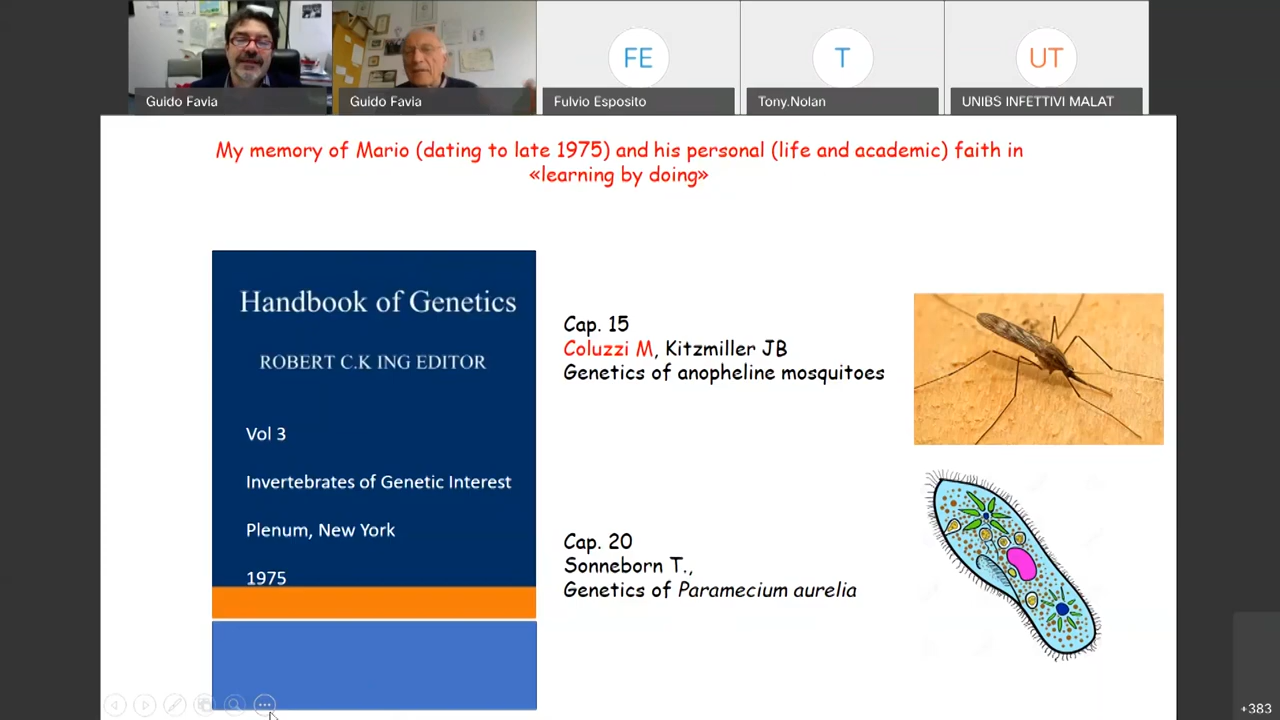 FE
T
UT
Guido Favia
Guido Favia
Fulvio Esposito
Tony.Nolan
UNIBS INFETTIVI MALAT
My memory of Mario (dating to late 1975) and his personal (life and academic) faith in
«learning by doing»
Handbook of Genetics
ROBERT C.K ING EDITOR
Vol 3
Invertebrates of Genetic Interest
Plenum, New York
1975
Cap. 15
Coluzzi M, Kitzmiller JB
Genetics of anopheline mosquitoes
Cap. 20
Sonneborn T.,
Genetics of Paramecium aurelia
+383